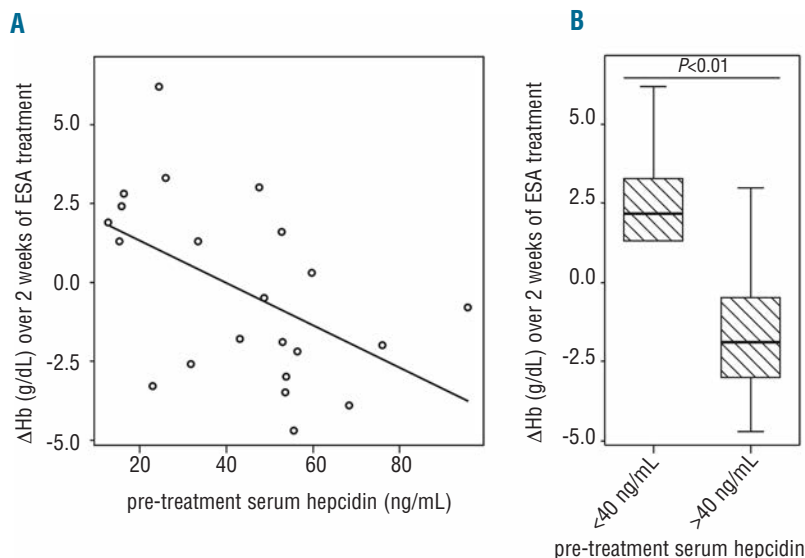 A
ΔHb (g/dL) over 2 weeks of ESA treatment
5.0
2.5
0.0
-2.5
-5.0
20 40 60 80
pre-treatment serum hepcidin (ng/mL)
B
ΔHb (g/dL) over 2 weeks of ESA treatment
P<0.01
5.0
2.5
0.0
-2.5
-5.0
<40 ng/mL
>40 ng/mL
pre-treatment serum hepcidin